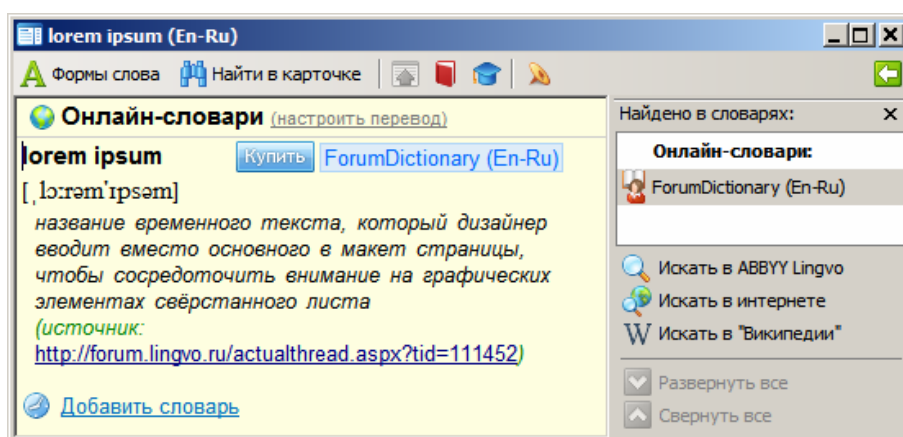 lorem ipsum (En-Ru)
Формы слова Найти в карточке
Онлайн-словари (настроить перевод)
lorem ipsum Купить ForumDictionary (En-Ru)
[ˌlɔːrəm'ɪpsəm]
название временного текста, который дизайнер
вводит вместо основного в макет страницы,
чтобы сосредоточить внимание на графических
элементах свёрстанного листа
(источник:
http://forum.lingvo.ru/actualthread.aspx?tid=111452)
Добавить словарь
Найдено в словарях:
Онлайн-словари:
ForumDictionary (En-Ru)
Искать в ABBYY Lingvo
Искать в интернете
W Искать в "Википедии"
Развернуть все
Свернуть все